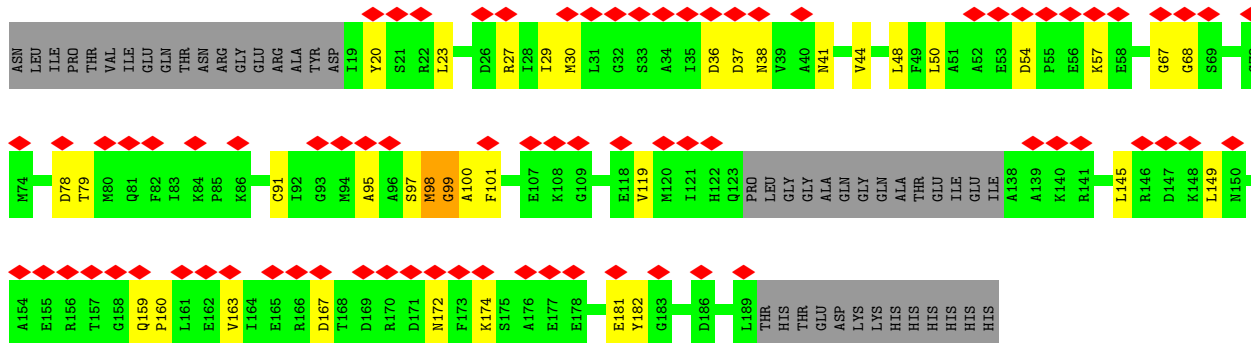 ASN LEU ILE PRO THR VAL ILE GLU GLN THR ASN ARG GLY GLU ARG ALA TYR ASP I19 Y20 S21 R22 L23 D26 R27 I28 I29 M30 L31 G32 S33 A34 I35 D36 D37 N38 V39 A40 N41 V44 L48 F49 L50 A51 A52 E53 D54 P55 E56 K57 E58 G67 G68 S69
M74 D78 T79 M80 Q81 F82 I83 K84 P85 K86 C91 I92 G93 M94 A95 A96 S97 M98 G99 A100 F101 E107 K108 G109 E118 V119 M120 I121 H122 Q123 PRO LEU GLY GLY ALA GLN GLY GLN ALA THR GLU ILE GLU ILE A138 A139 K140 R141 L145 R146 D147 K148 L149 N150
A154 E155 R156 T157 G158 Q159 P160 L161 E162 V163 I164 E165 R166 D167 T168 D169 R170 D171 N172 F173 K174 S175 A176 E177 E178 E181 Y182 G183 D186 L189 THR HIS THR GLU ASP LYS LYS HIS HIS HIS HIS HIS HIS